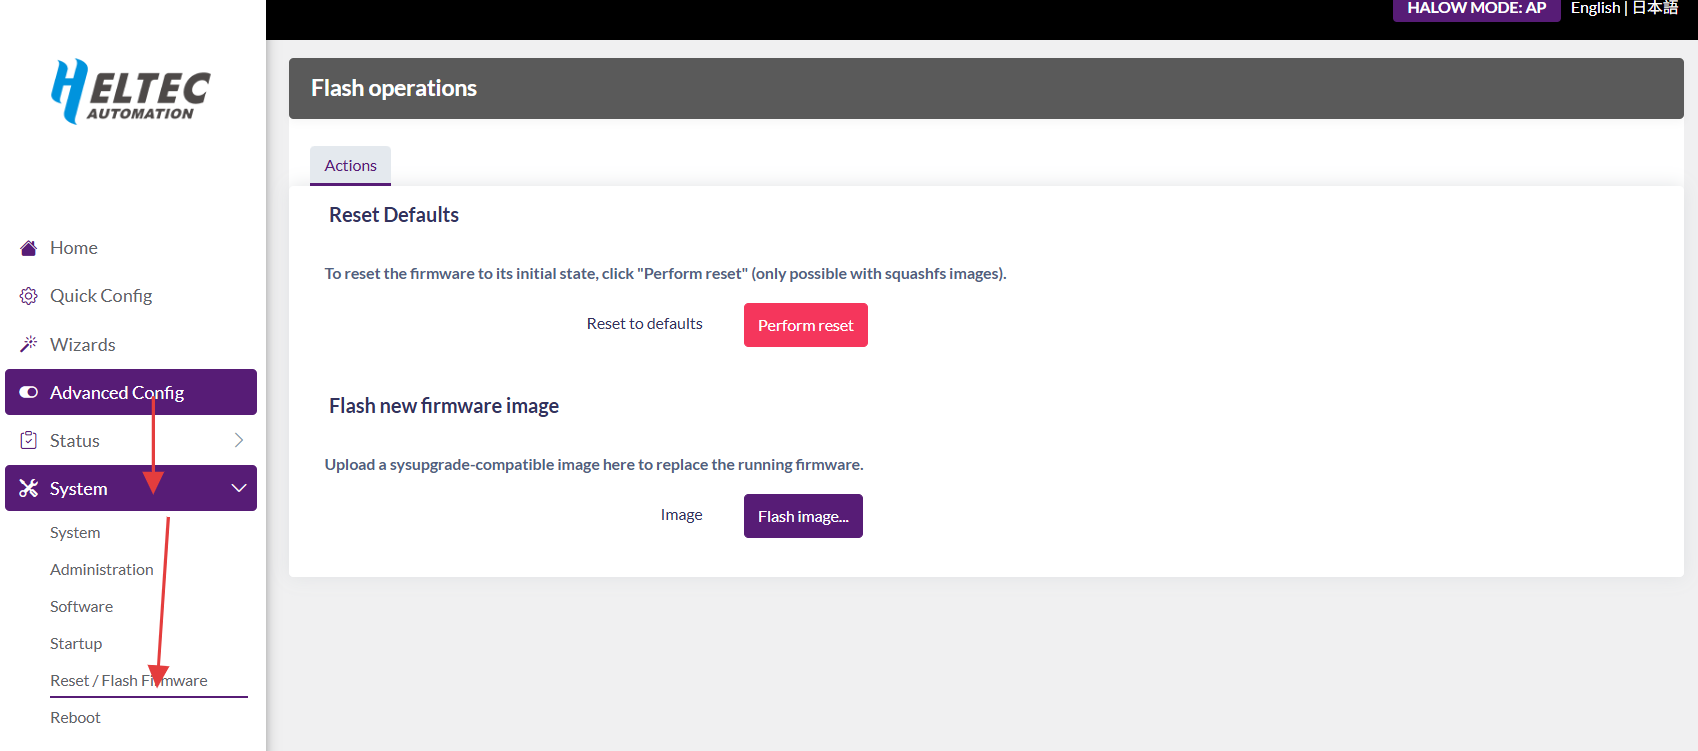 HALOW MODE: AP English | 日本語
HELTEC
AUTOMATION
Home
Quick Config
Wizards
Advanced Config
Status
System
System
Administration
Software
Startup
Reset / Flash Firmware
Reboot
Flash operations
Actions
Reset Defaults
To reset the firmware to its initial state, click "Perform reset" (only possible with squashfs images).
Reset to defaults Perform reset
Flash new firmware image
Upload a sysupgrade-compatible image here to replace the running firmware.
Image Flash image...